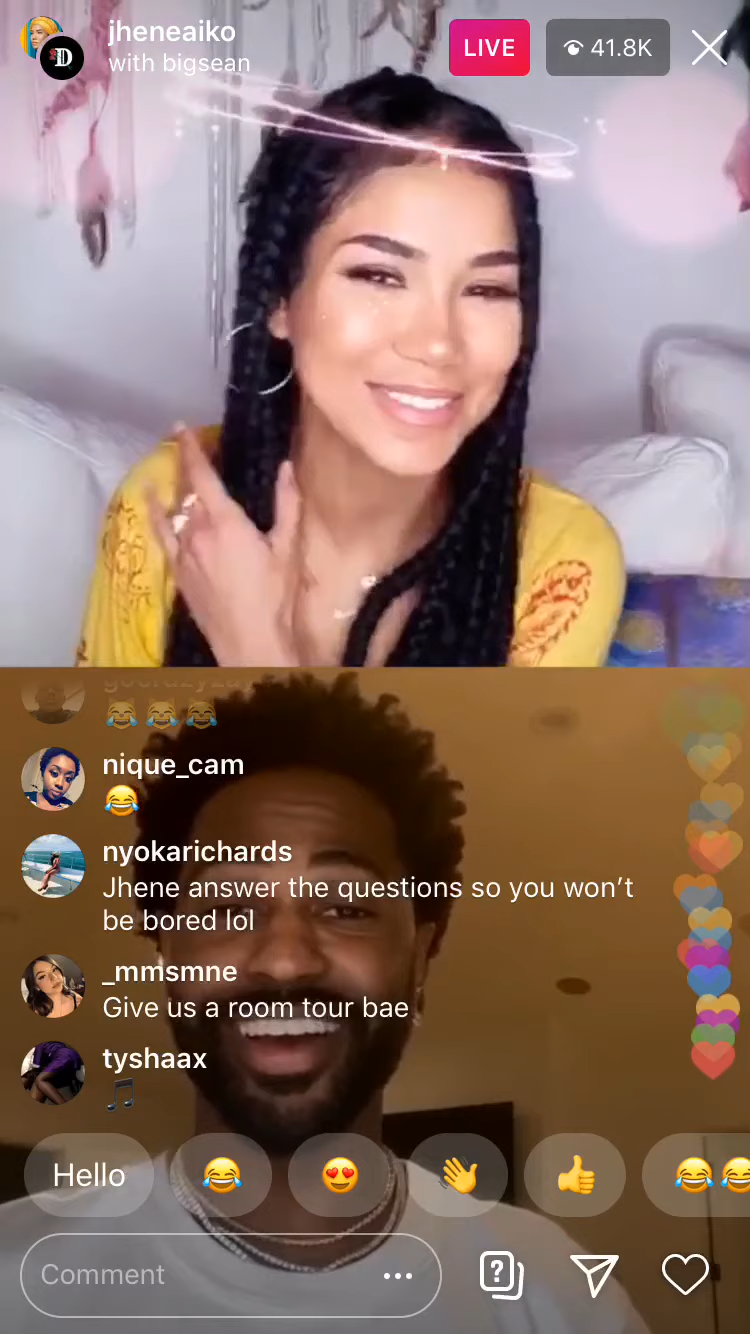 jheneaiko
with bigsean
LIVE
41.8K
D
nique_cam
😂
nyokarichards
Jhene answer the questions so you won’t
be bored lol
_mmsmne
Give us a room tour bae
tyshaax
🎵
Hello
Comment